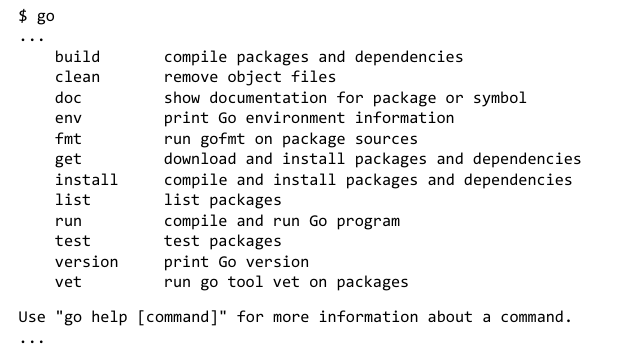 $ go
...
    build       compile packages and dependencies
    clean       remove object files
    doc         show documentation for package or symbol
    env         print Go environment information
    fmt         run gofmt on package sources
    get         download and install packages and dependencies
    install     compile and install packages and dependencies
    list        list packages
    run         compile and run Go program
    test        test packages
    version     print Go version
    vet         run go tool vet on packages
Use "go help [command]" for more information about a command.
...